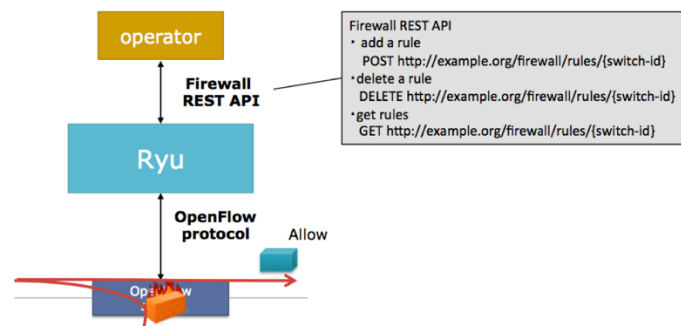 operator
Firewall
REST API
Ryu
OpenFlow
protocol
Allow
Firewall REST API
・ add a rule
POST http://example.org/firewall/rules/{switch-id}
・delete a rule
DELETE http://example.org/firewall/rules/{switch-id}
・get rules
GET http://example.org/firewall/rules/{switch-id}